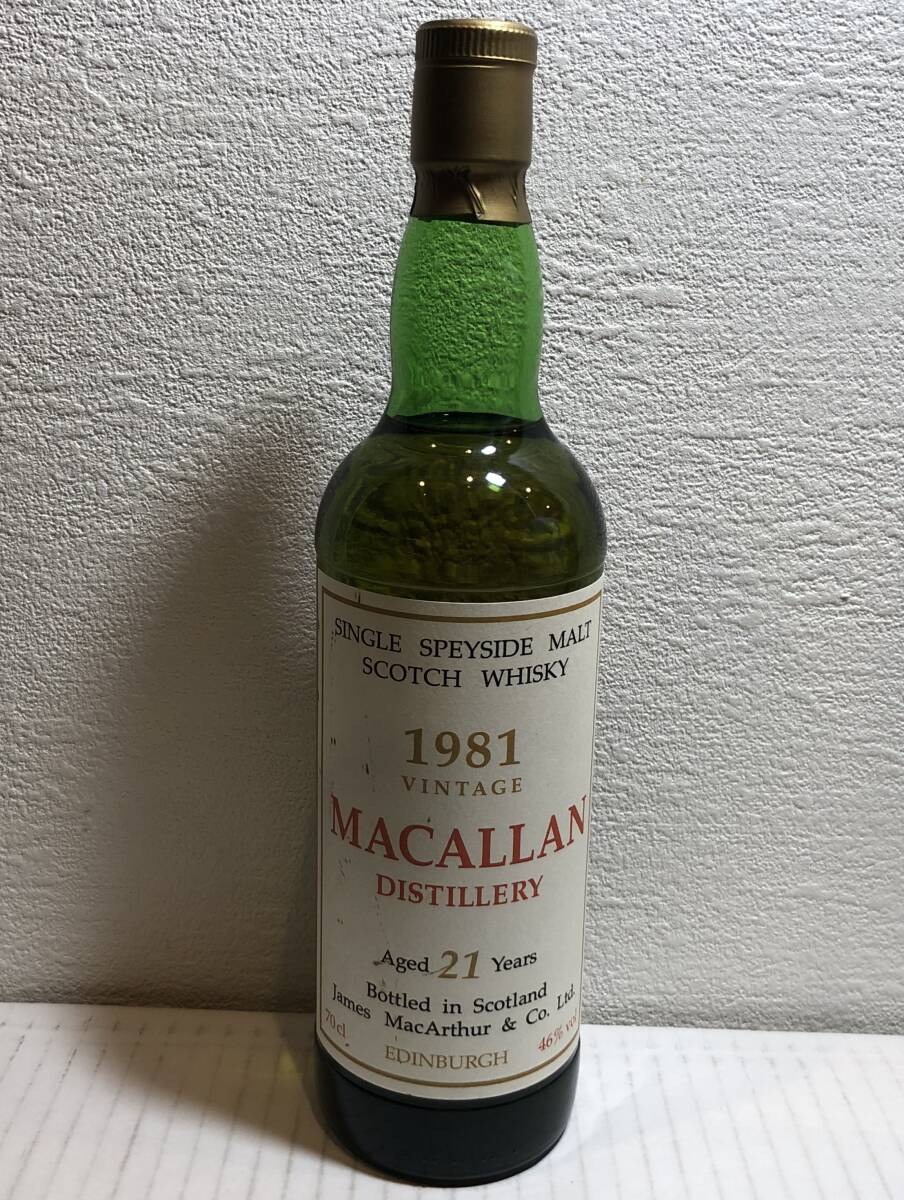 SINGLE SPEYSIDE MALT
SCOTCH WHISKY
1981
VINTAGE
MACALLAN
DISTILLERY
Aged 21 Years
Bottled in Scotland
James MacArthur & Co. Ltd.
70cl.
EDINBURGH
46% vol